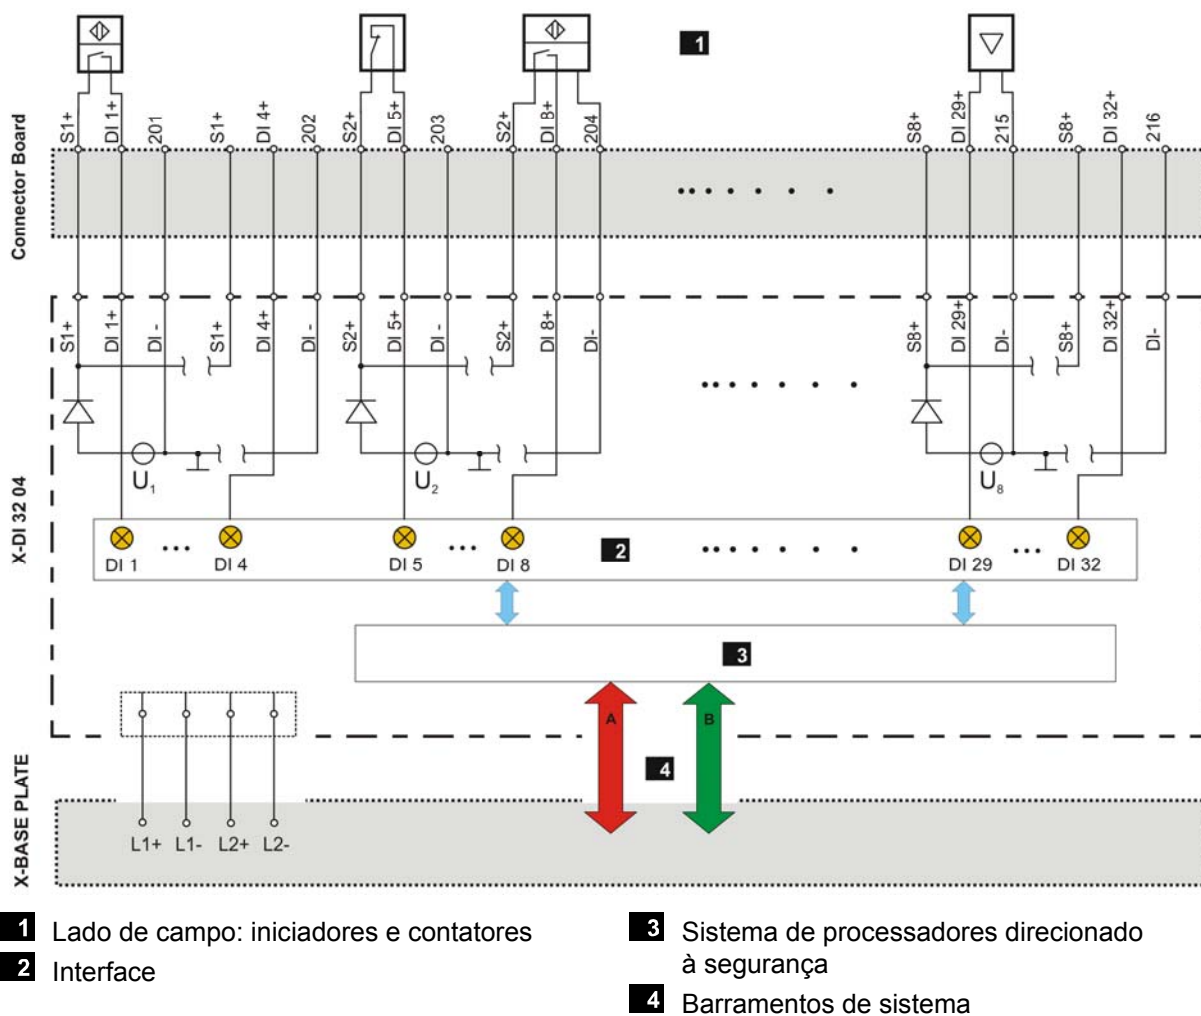 1
S1+ DI 1+ 201 S1+ DI 4+ 202 S2+ DI 5+ 203 S2+ DI 8+ 204 S8+ DI 29+ 215 S8+ DI 32+ 216
Connector Board
S1+ DI 1+ DI - S1+ DI 4+ DI - S2+ DI 5+ DI - S2+ DI 8+ DI- S8+ DI 29+ DI- S8+ DI 32+ DI-
U1 U2 U8
X-DI 32 04
DI 1 ... DI 4 DI 5 ... DI 8 2 DI 29 ... DI 32
3
A B
4
X-BASE PLATE
L1+ L1- L2+ L2-
1 Lado de campo: iniciadores e contatores
2 Interface
3 Sistema de processadores direcionado
à segurança
4 Barramentos de sistema